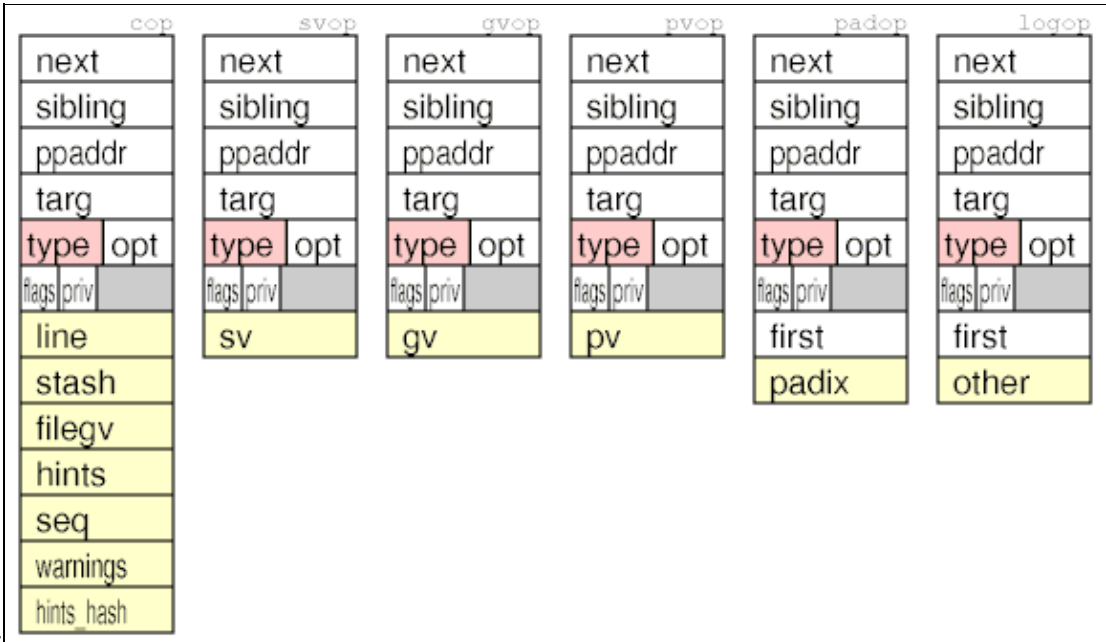 cop svop gvop pvop padop logop
next next next next next next
sibling sibling sibling sibling sibling sibling
ppaddr ppaddr ppaddr ppaddr ppaddr ppaddr
targ targ targ targ targ targ
type opt type opt type opt type opt type opt type opt
flags priv flags priv flags priv flags priv flags priv flags priv
line sv gv pv first first
stash padix other
filegv
hints
seq
warnings
hints_hash